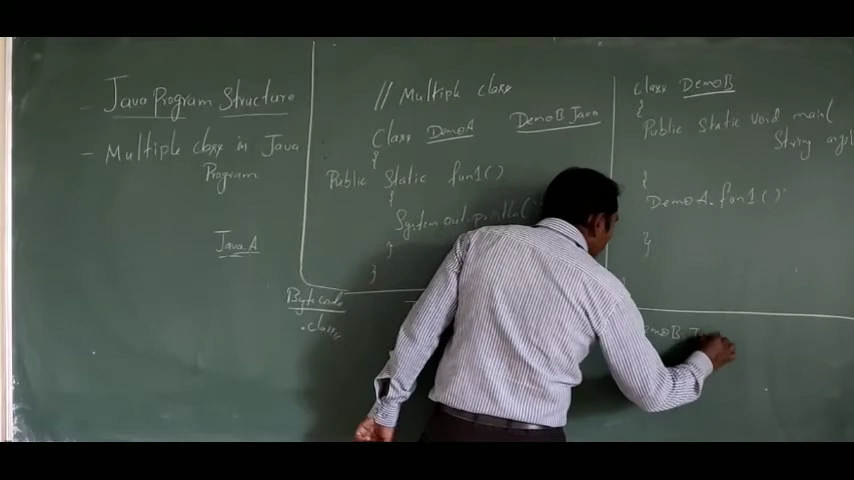 - Java Program Structure
- Multiple class in Java
Program
Java A
Byte code
.class
// Multiple class
Class DemoA
DemoB Java
{
Public Static fun1()
{
System.out.println(
}
}
class DemoB
{
Public Static void main(
String arg
{
DemoA.fun1()
}
DemoB